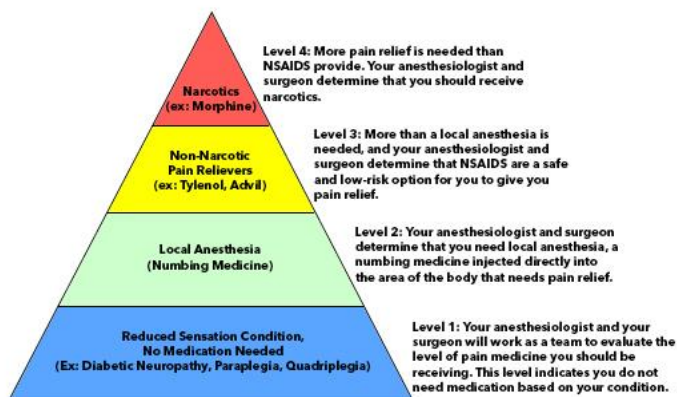 Narcotics
(ex: Morphine)
Level 4: More pain relief is needed than
NSAIDS provide. Your anesthesiologist and
surgeon determine that you should receive
narcotics.
Non-Narcotic
Pain Relievers
(ex: Tylenol, Advil)
Level 3: More than a local anesthesia is
needed, and your anesthesiologist and
surgeon determine that NSAIDS are a safe
and low-risk option for you to give you
pain relief.
Local Anesthesia
(Numbing Medicine)
Level 2: Your anesthesiologist and surgeon
determine that you need local anesthesia, a
numbing medicine injected directly into
the area of the body that needs pain relief.
Reduced Sensation Condition,
No Medication Needed
(Ex: Diabetic Neuropathy, Paraplegia, Quadriplegia)
Level 1: Your anesthesiologist and your
surgeon will work as a team to evaluate the
level of pain medicine you should be
receiving. This level indicates you do not
need medication based on your condition.